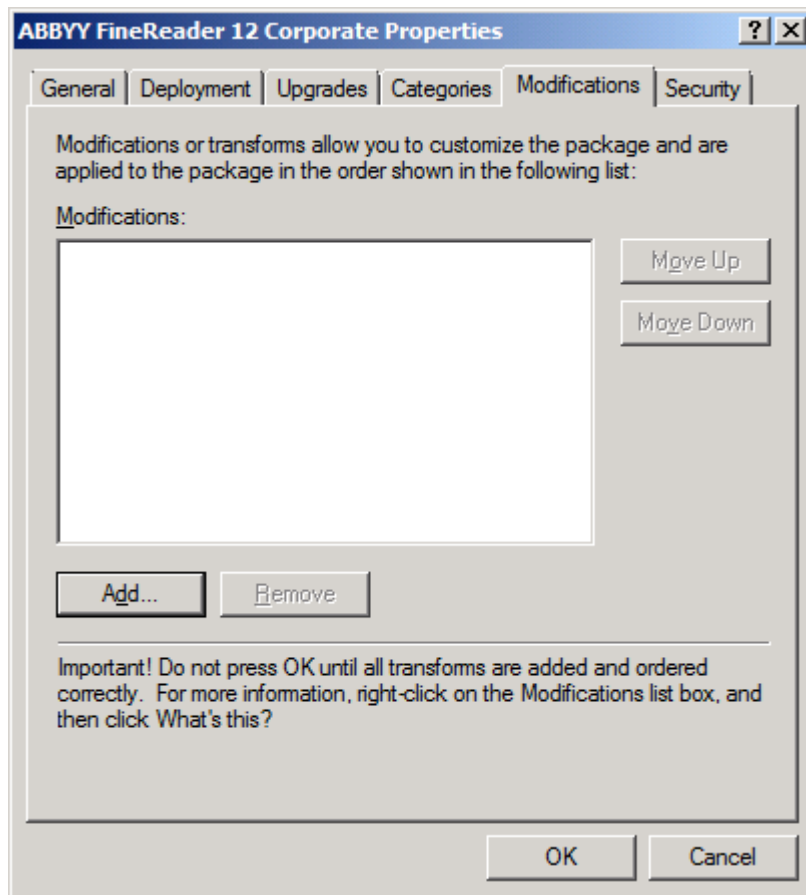 ABBYY FineReader 12 Corporate Properties
General Deployment Upgrades Categories Modifications Security
Modifications or transforms allow you to customize the package and are
applied to the package in the order shown in the following list:
Modifications:
Move Up
Move Down
Add... Remove
Important! Do not press OK until all transforms are added and ordered
correctly. For more information, right-click on the Modifications list box, and
then click What's this?
OK Cancel